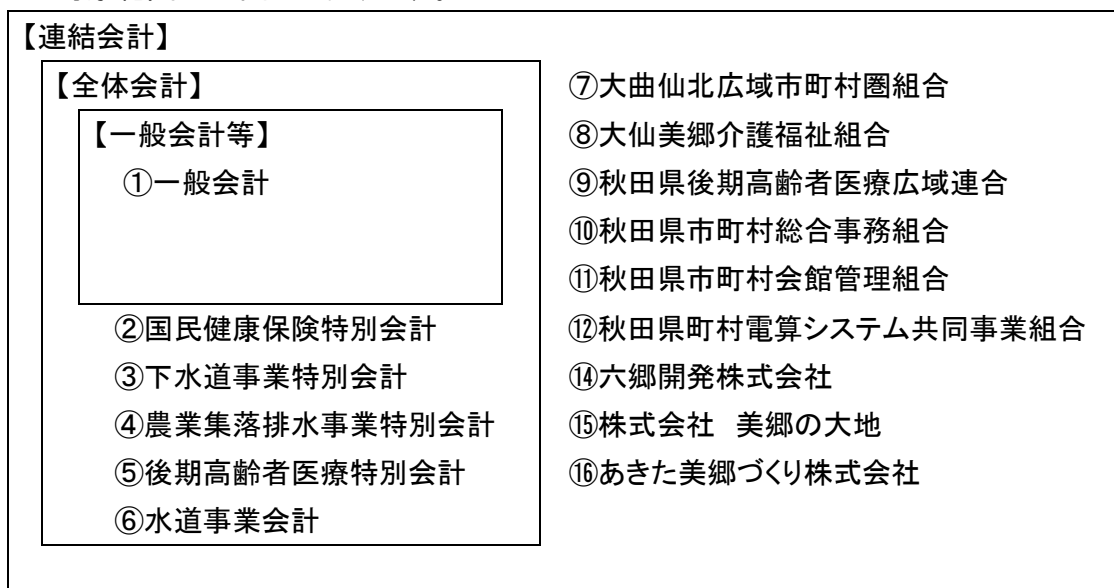 【連結会計】
【全体会計】
【一般会計等】
①一般会計
②国民健康保険特別会計
③下水道事業特別会計
④農業集落排水事業特別会計
⑤後期高齢者医療特別会計
⑥水道事業会計
⑦大曲仙北広域市町村圏組合
⑧大仙美郷介護福祉組合
⑨秋田県後期高齢者医療広域連合
⑩秋田県市町村総合事務組合
⑪秋田県市町村会館管理組合
⑫秋田県町村電算システム共同事業組合
⑭六郷開発株式会社
⑮株式会社 美郷の大地
⑯あきた美郷づくり株式会社